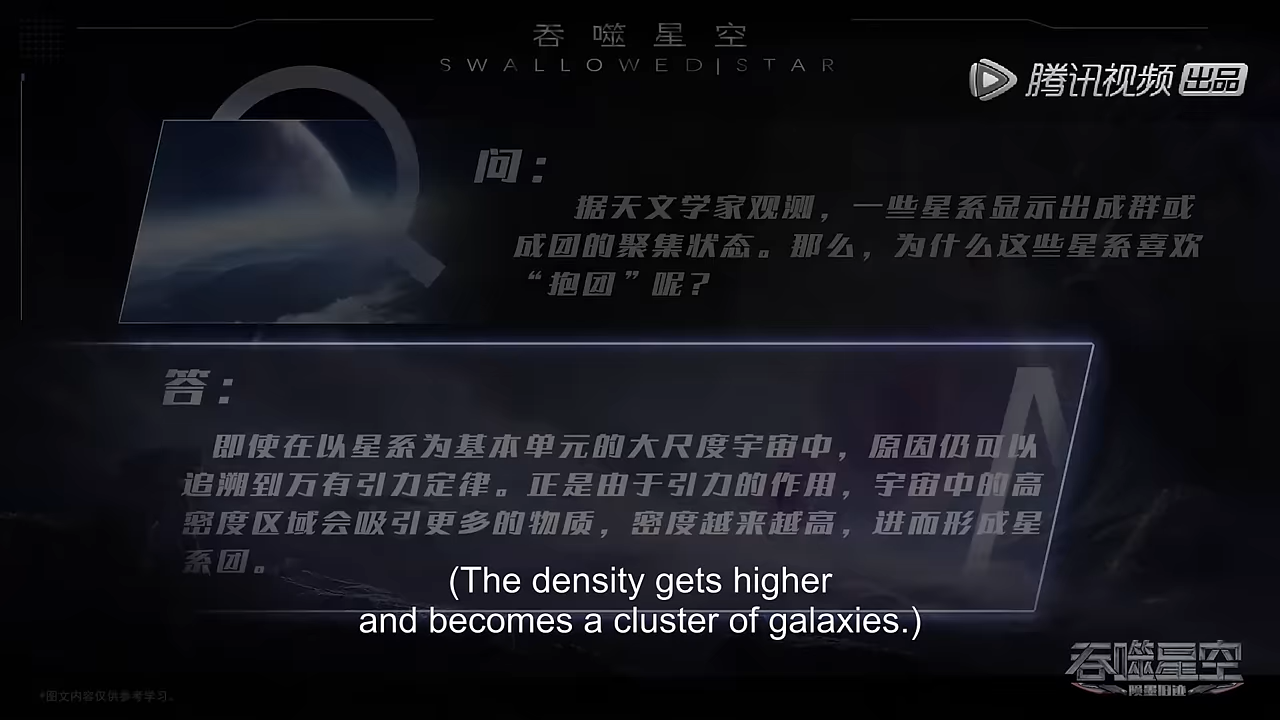 吞噬星空
SWALLOWED|STAR
腾讯视频 出品
问：
据天文学家观测，一些星系显示出成群或
成团的聚集状态。那么，为什么这些星系喜欢
“抱团”呢？
答：
即使在以星系为基本单元的大尺度宇宙中，原因仍可以
追溯到万有引力定律。正是由于引力的作用，宇宙中的高
密度区域会吸引更多的物质，密度越来越高，进而形成星
系团。
(The density gets higher
and becomes a cluster of galaxies.)
吞噬星空
陨墨旧迹
*图文内容仅供参考学习。